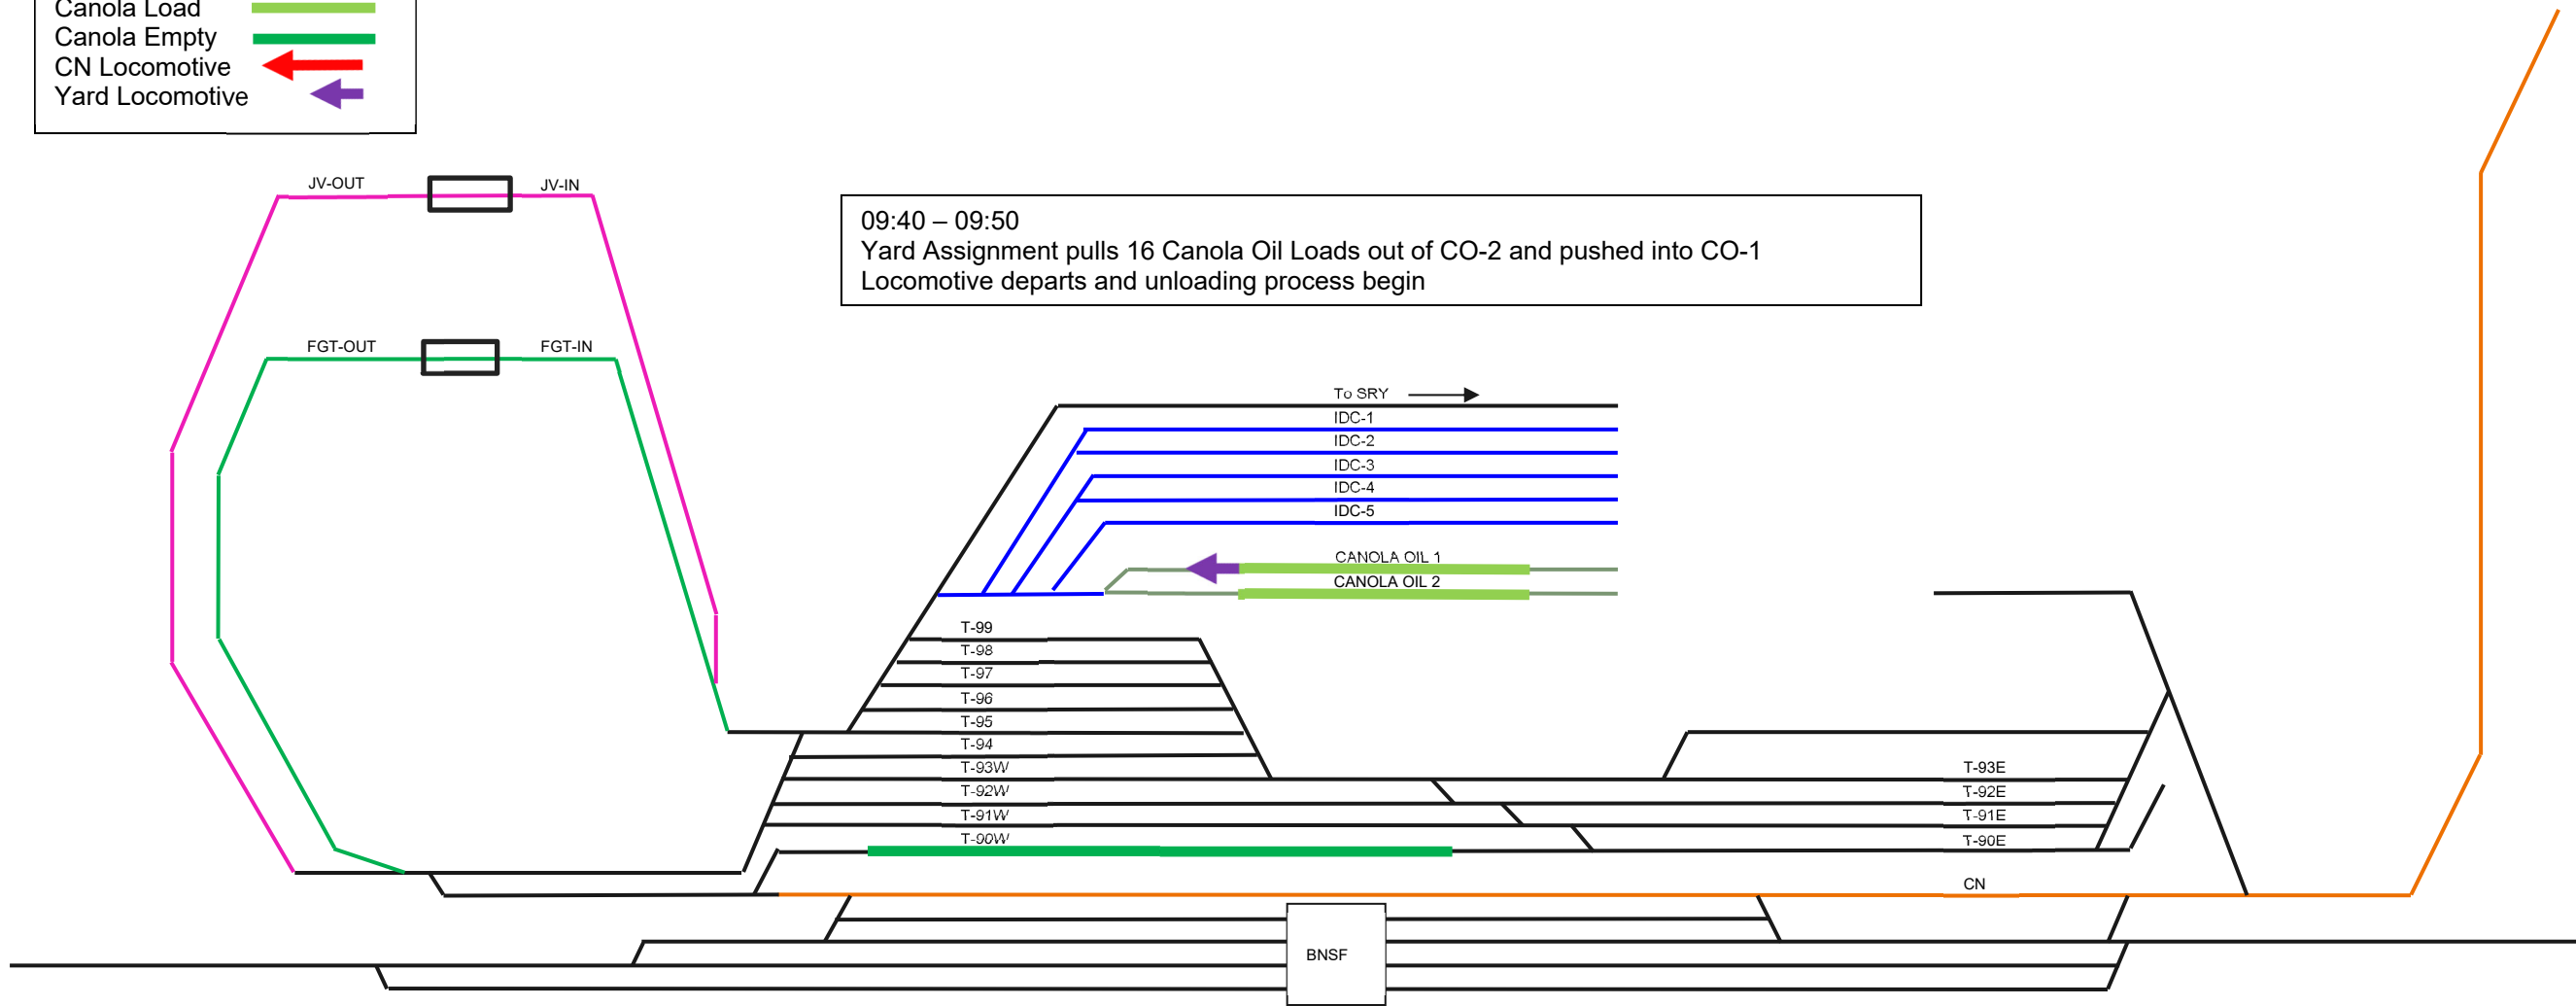 Canola Load
Canola Empty
CN Locomotive
Yard Locomotive
JV-OUT
JV-IN
09:40 – 09:50
Yard Assignment pulls 16 Canola Oil Loads out of CO-2 and pushed into CO-1
Locomotive departs and unloading process begin
FGT-OUT
FGT-IN
To SRY
IDC-1
IDC-2
IDC-3
IDC-4
IDC-5
CANOLA OIL 1
CANOLA OIL 2
T-99
T-98
T-97
T-96
T-95
T-94
T-93W
T-93E
T-92W
T-92E
T-91W
T-91E
T-90W
T-90E
CN
BNSF